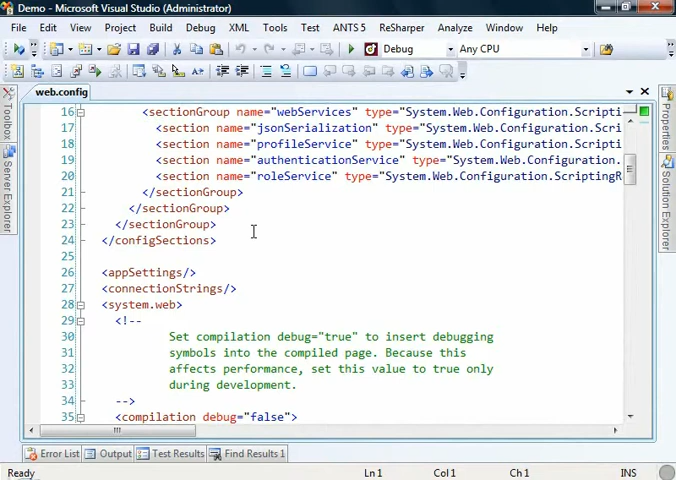 Demo - Microsoft Visual Studio (Administrator)
File Edit View Project Build Debug XML Tools Test ANTS 5 ReSharper Analyze Window Help
Debug Any CPU
web.config
16 <sectionGroup name="webServices" type="System.Web.Configuration.Scripti
17 <section name="jsonSerialization" type="System.Web.Configuration.Scri
18 <section name="profileService" type="System.Web.Configuration.Scripti
19 <section name="authenticationService" type="System.Web.Configuration.
20 <section name="roleService" type="System.Web.Configuration.ScriptingR
21 </sectionGroup>
22 </sectionGroup>
23 </sectionGroup>
24 </configSections>
25
26 <appSettings/>
27 <connectionStrings/>
28 <system.web>
29 <!--
30 Set compilation debug="true" to insert debugging
31 symbols into the compiled page. Because this
32 affects performance, set this value to true only
33 during development.
34 -->
35 <compilation debug="false">
Toolbox
Server Explorer
Properties
Solution Explorer
Error List Output Test Results Find Results 1
Ready Ln 1 Col 1 Ch 1 INS